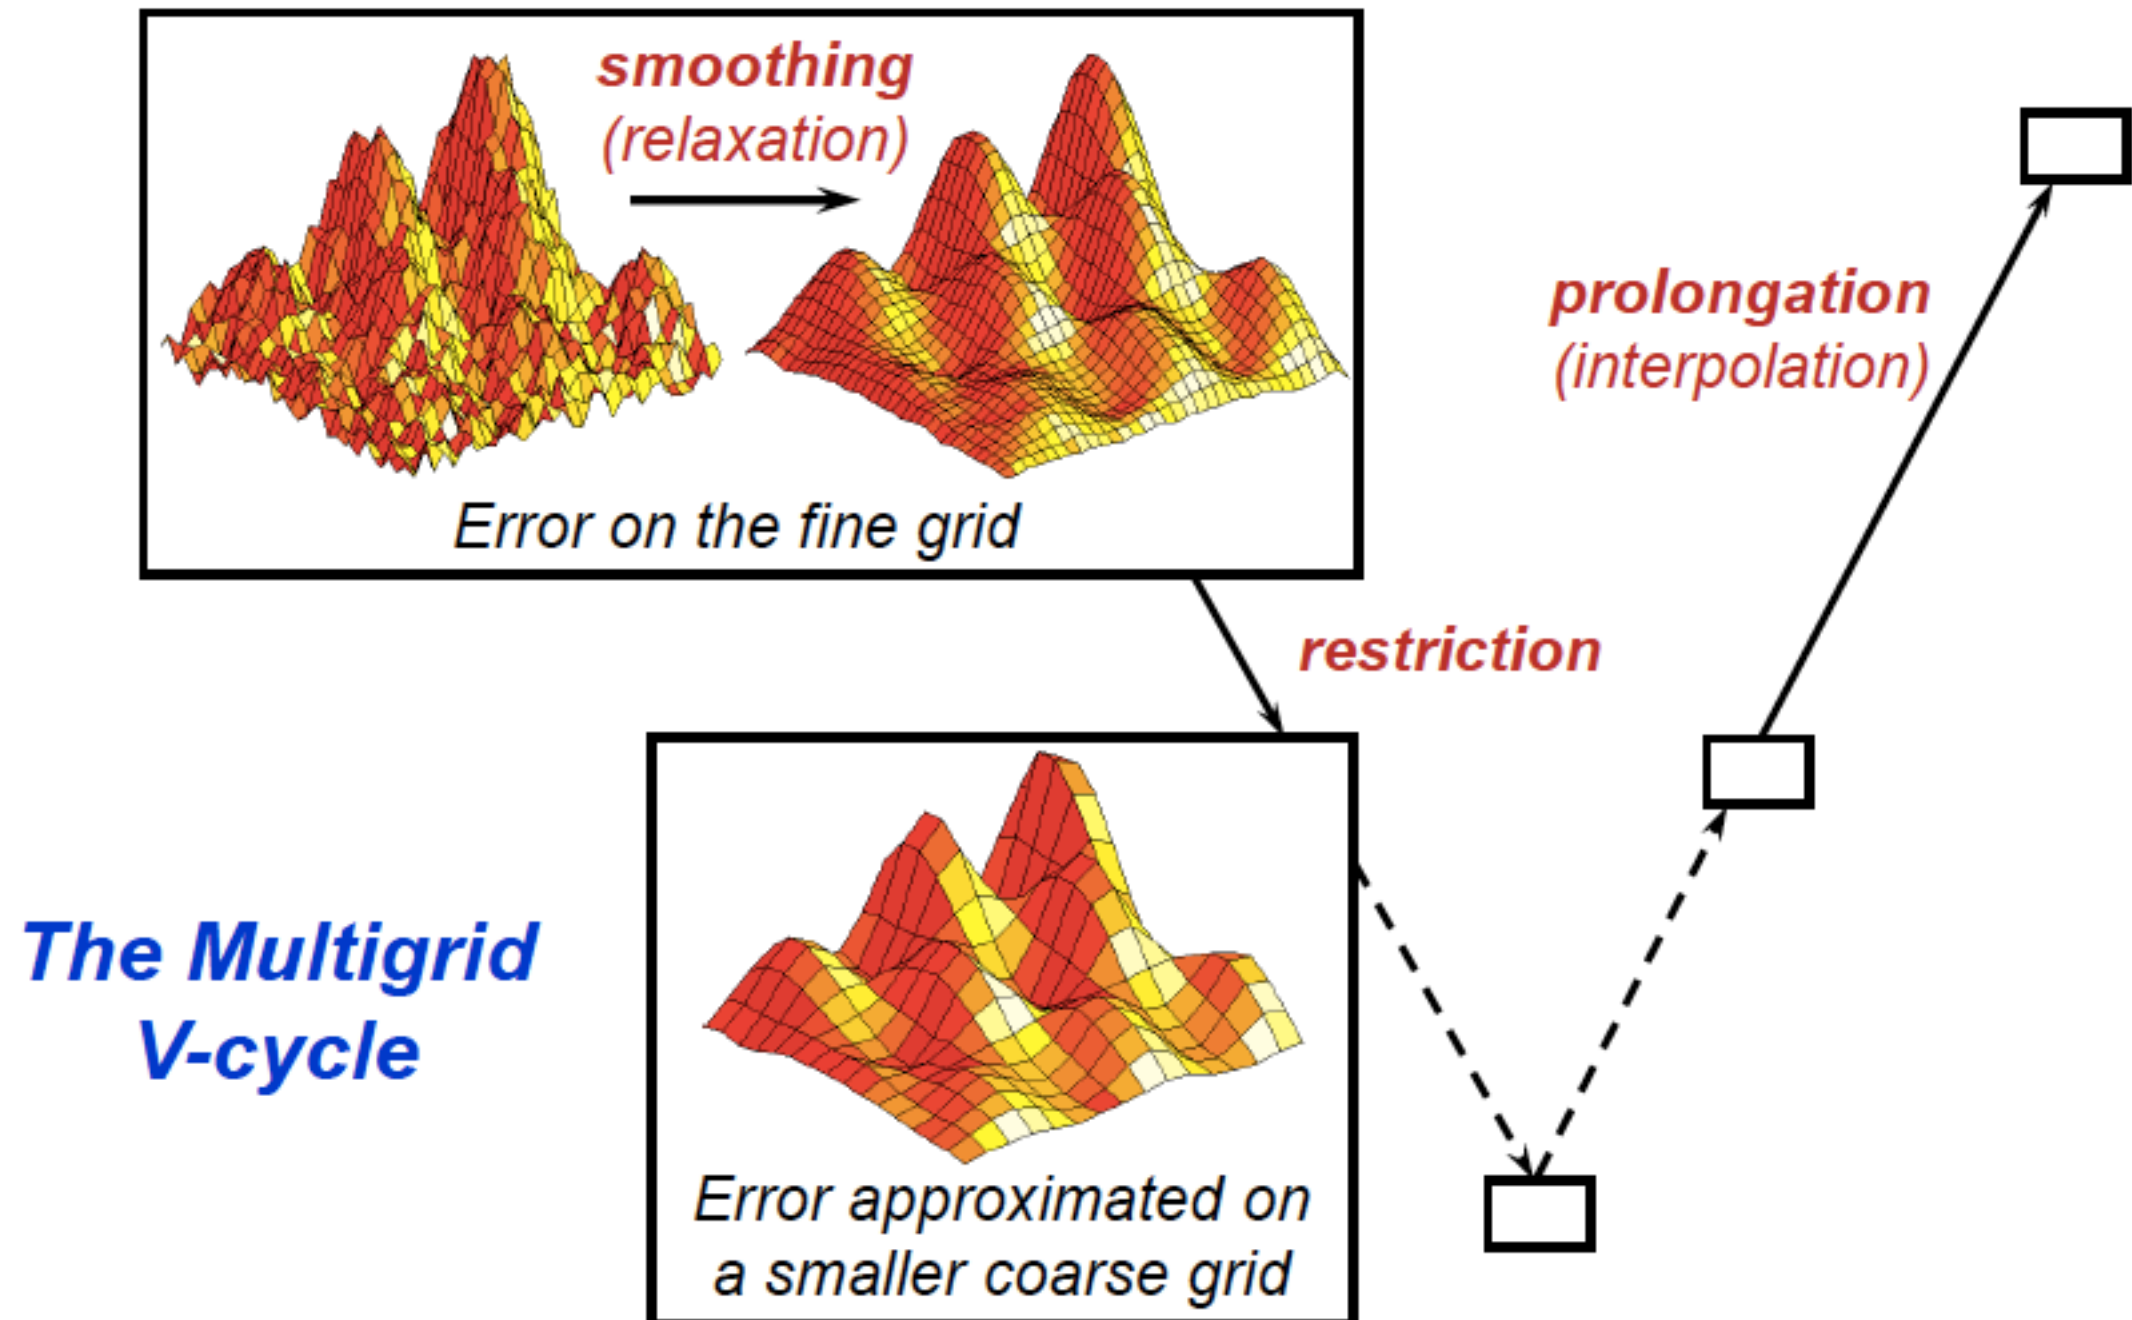 smoothing
(relaxation)
Error on the fine grid
prolongation
(interpolation)
restriction
The Multigrid
V-cycle
Error approximated on
a smaller coarse grid